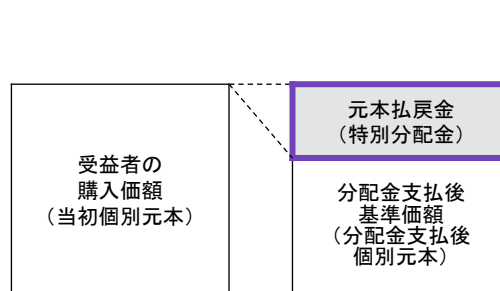 受益者の
購入価額
（当初個別元本）
元本払戻金
（特別分配金）
分配金支払後
基準価額
（分配金支払後
個別元本）